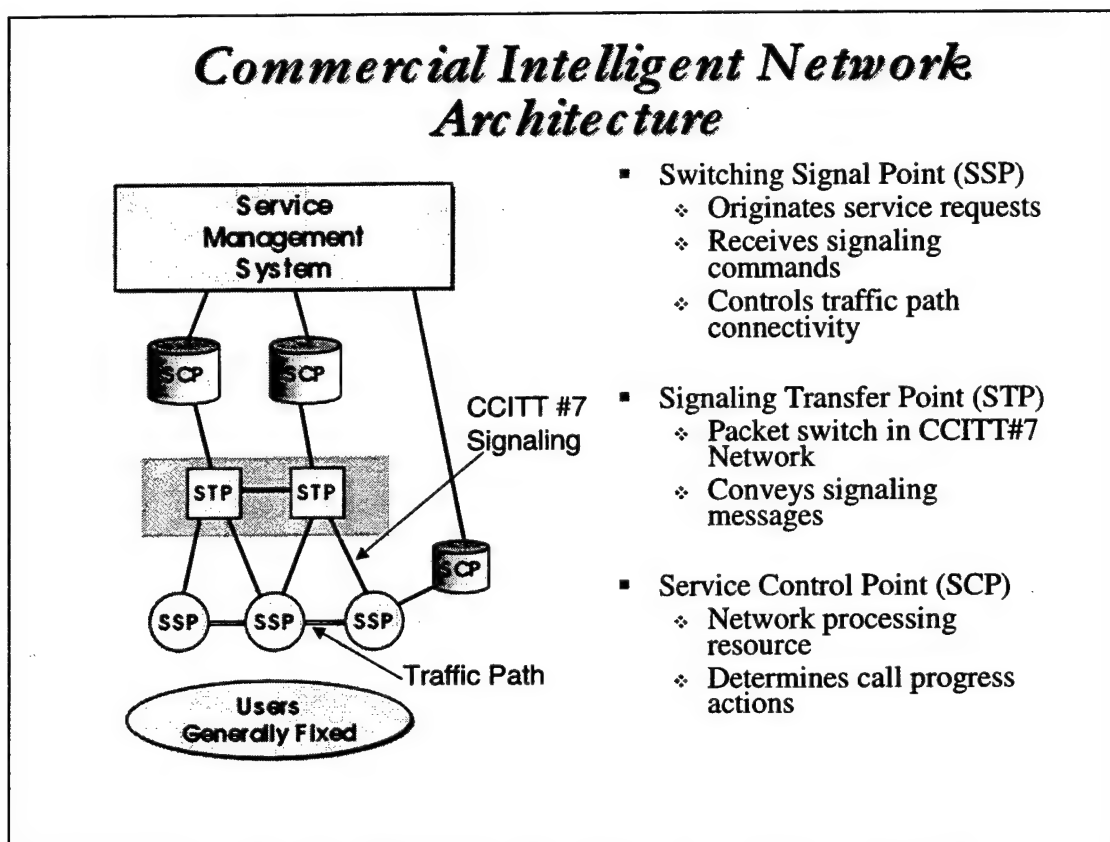 Commercial Intelligent Network
Architecture
Service
Management
System
SCP
SCP
CCITT #7
Signaling
STP
STP
SCP
SSP
SSP
SSP
Traffic Path
Users
Generally Fixed
▪ Switching Signal Point (SSP)
❖ Originates service requests
❖ Receives signaling
commands
❖ Controls traffic path
connectivity
▪ Signaling Transfer Point (STP)
❖ Packet switch in CCITT#7
Network
❖ Conveys signaling
messages
▪ Service Control Point (SCP)
❖ Network processing
resource
❖ Determines call progress
actions